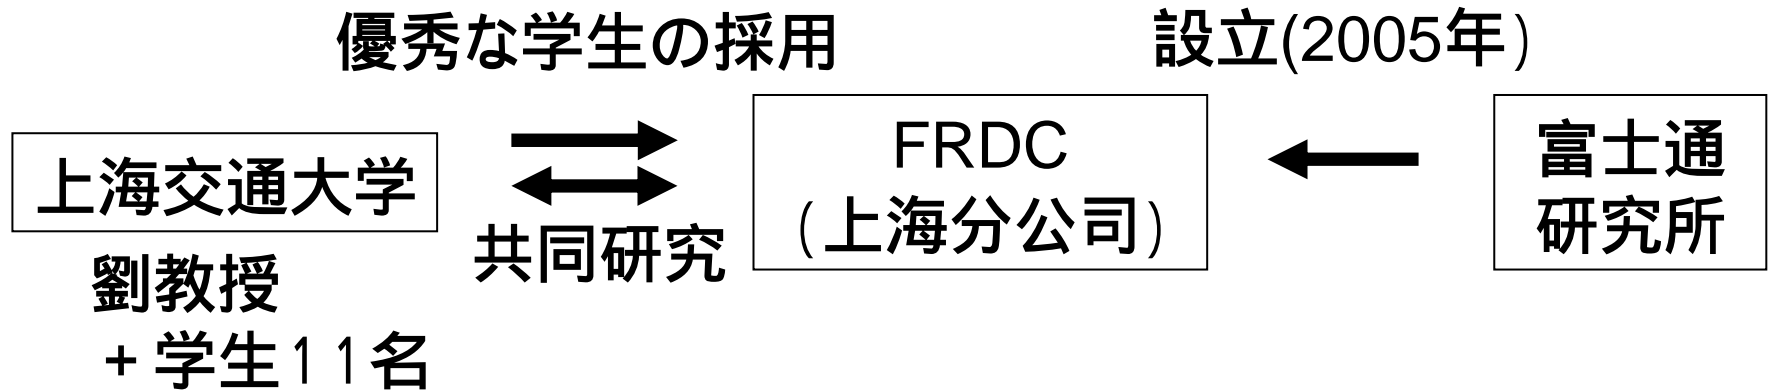 優秀な学生の採用
設立(2005年)
上海交通大学
FRDC
(上海分公司)
富士通
研究所
共同研究
劉教授
+学生11名